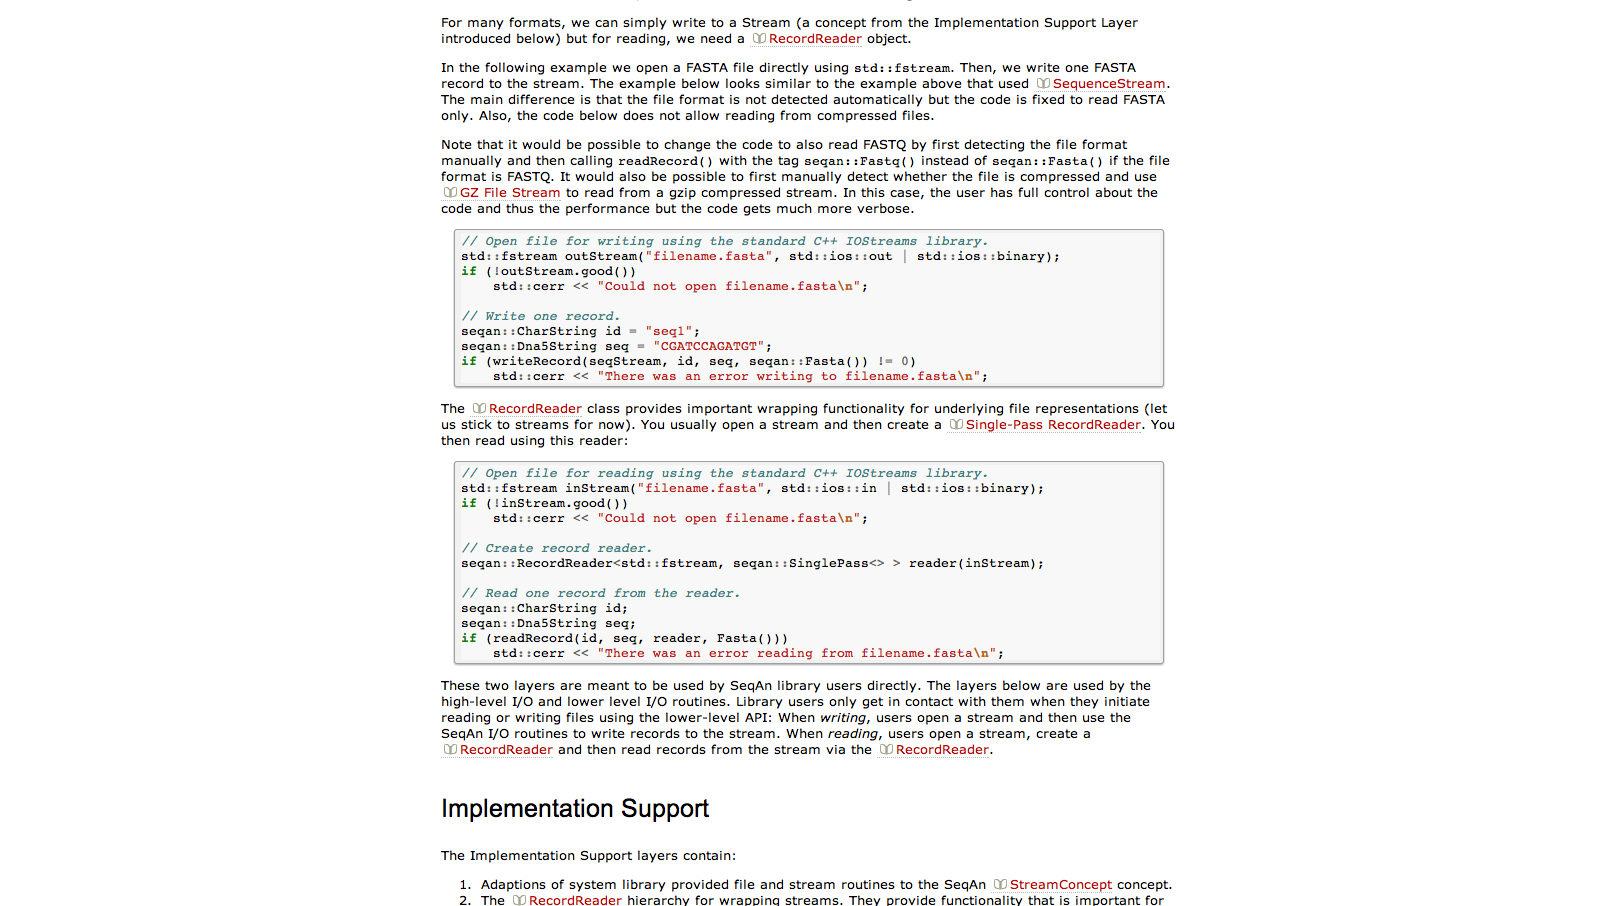 For many formats, we can simply write to a Stream (a concept from the Implementation Support Layer
introduced below) but for reading, we need a RecordReader object.
In the following example we open a FASTA file directly using std::fstream. Then, we write one FASTA
record to the stream. The example below looks similar to the example above that used SequenceStream.
The main difference is that the file format is not detected automatically but the code is fixed to read FASTA
only. Also, the code below does not allow reading from compressed files.
Note that it would be possible to change the code to also read FASTQ by first detecting the file format
manually and then calling readRecord() with the tag seqan::Fastq() instead of seqan::Fasta() if the file
format is FASTQ. It would also be possible to first manually detect whether the file is compressed and use
GZ File Stream to read from a gzip compressed stream. In this case, the user has full control about the
code and thus the performance but the code gets much more verbose.
// Open file for writing using the standard C++ IOStreams library.
std::fstream outStream("filename.fasta", std::ios::out | std::ios::binary);
if (!outStream.good())
    std::cerr << "Could not open filename.fasta\n";
// Write one record.
seqan::CharString id = "seq1";
seqan::Dna5String seq = "CGATCCAGATGT";
if (writeRecord(seqStream, id, seq, seqan::Fasta()) != 0)
    std::cerr << "There was an error writing to filename.fasta\n";
The RecordReader class provides important wrapping functionality for underlying file representations (let
us stick to streams for now). You usually open a stream and then create a Single-Pass RecordReader. You
then read using this reader:
// Open file for reading using the standard C++ IOStreams library.
std::fstream inStream("filename.fasta", std::ios::in | std::ios::binary);
if (!inStream.good())
    std::cerr << "Could not open filename.fasta\n";
// Create record reader.
seqan::RecordReader<std::fstream, seqan::SinglePass<> > reader(inStream);
// Read one record from the reader.
seqan::CharString id;
seqan::Dna5String seq;
if (readRecord(id, seq, reader, Fasta()))
    std::cerr << "There was an error reading from filename.fasta\n";
These two layers are meant to be used by SeqAn library users directly. The layers below are used by the
high-level I/O and lower level I/O routines. Library users only get in contact with them when they initiate
reading or writing files using the lower-level API: When writing, users open a stream and then use the
SeqAn I/O routines to write records to the stream. When reading, users open a stream, create a
RecordReader and then read records from the stream via the RecordReader.
Implementation Support
The Implementation Support layers contain:
1. Adaptions of system library provided file and stream routines to the SeqAn StreamConcept concept.
2. The RecordReader hierarchy for wrapping streams. They provide functionality that is important for